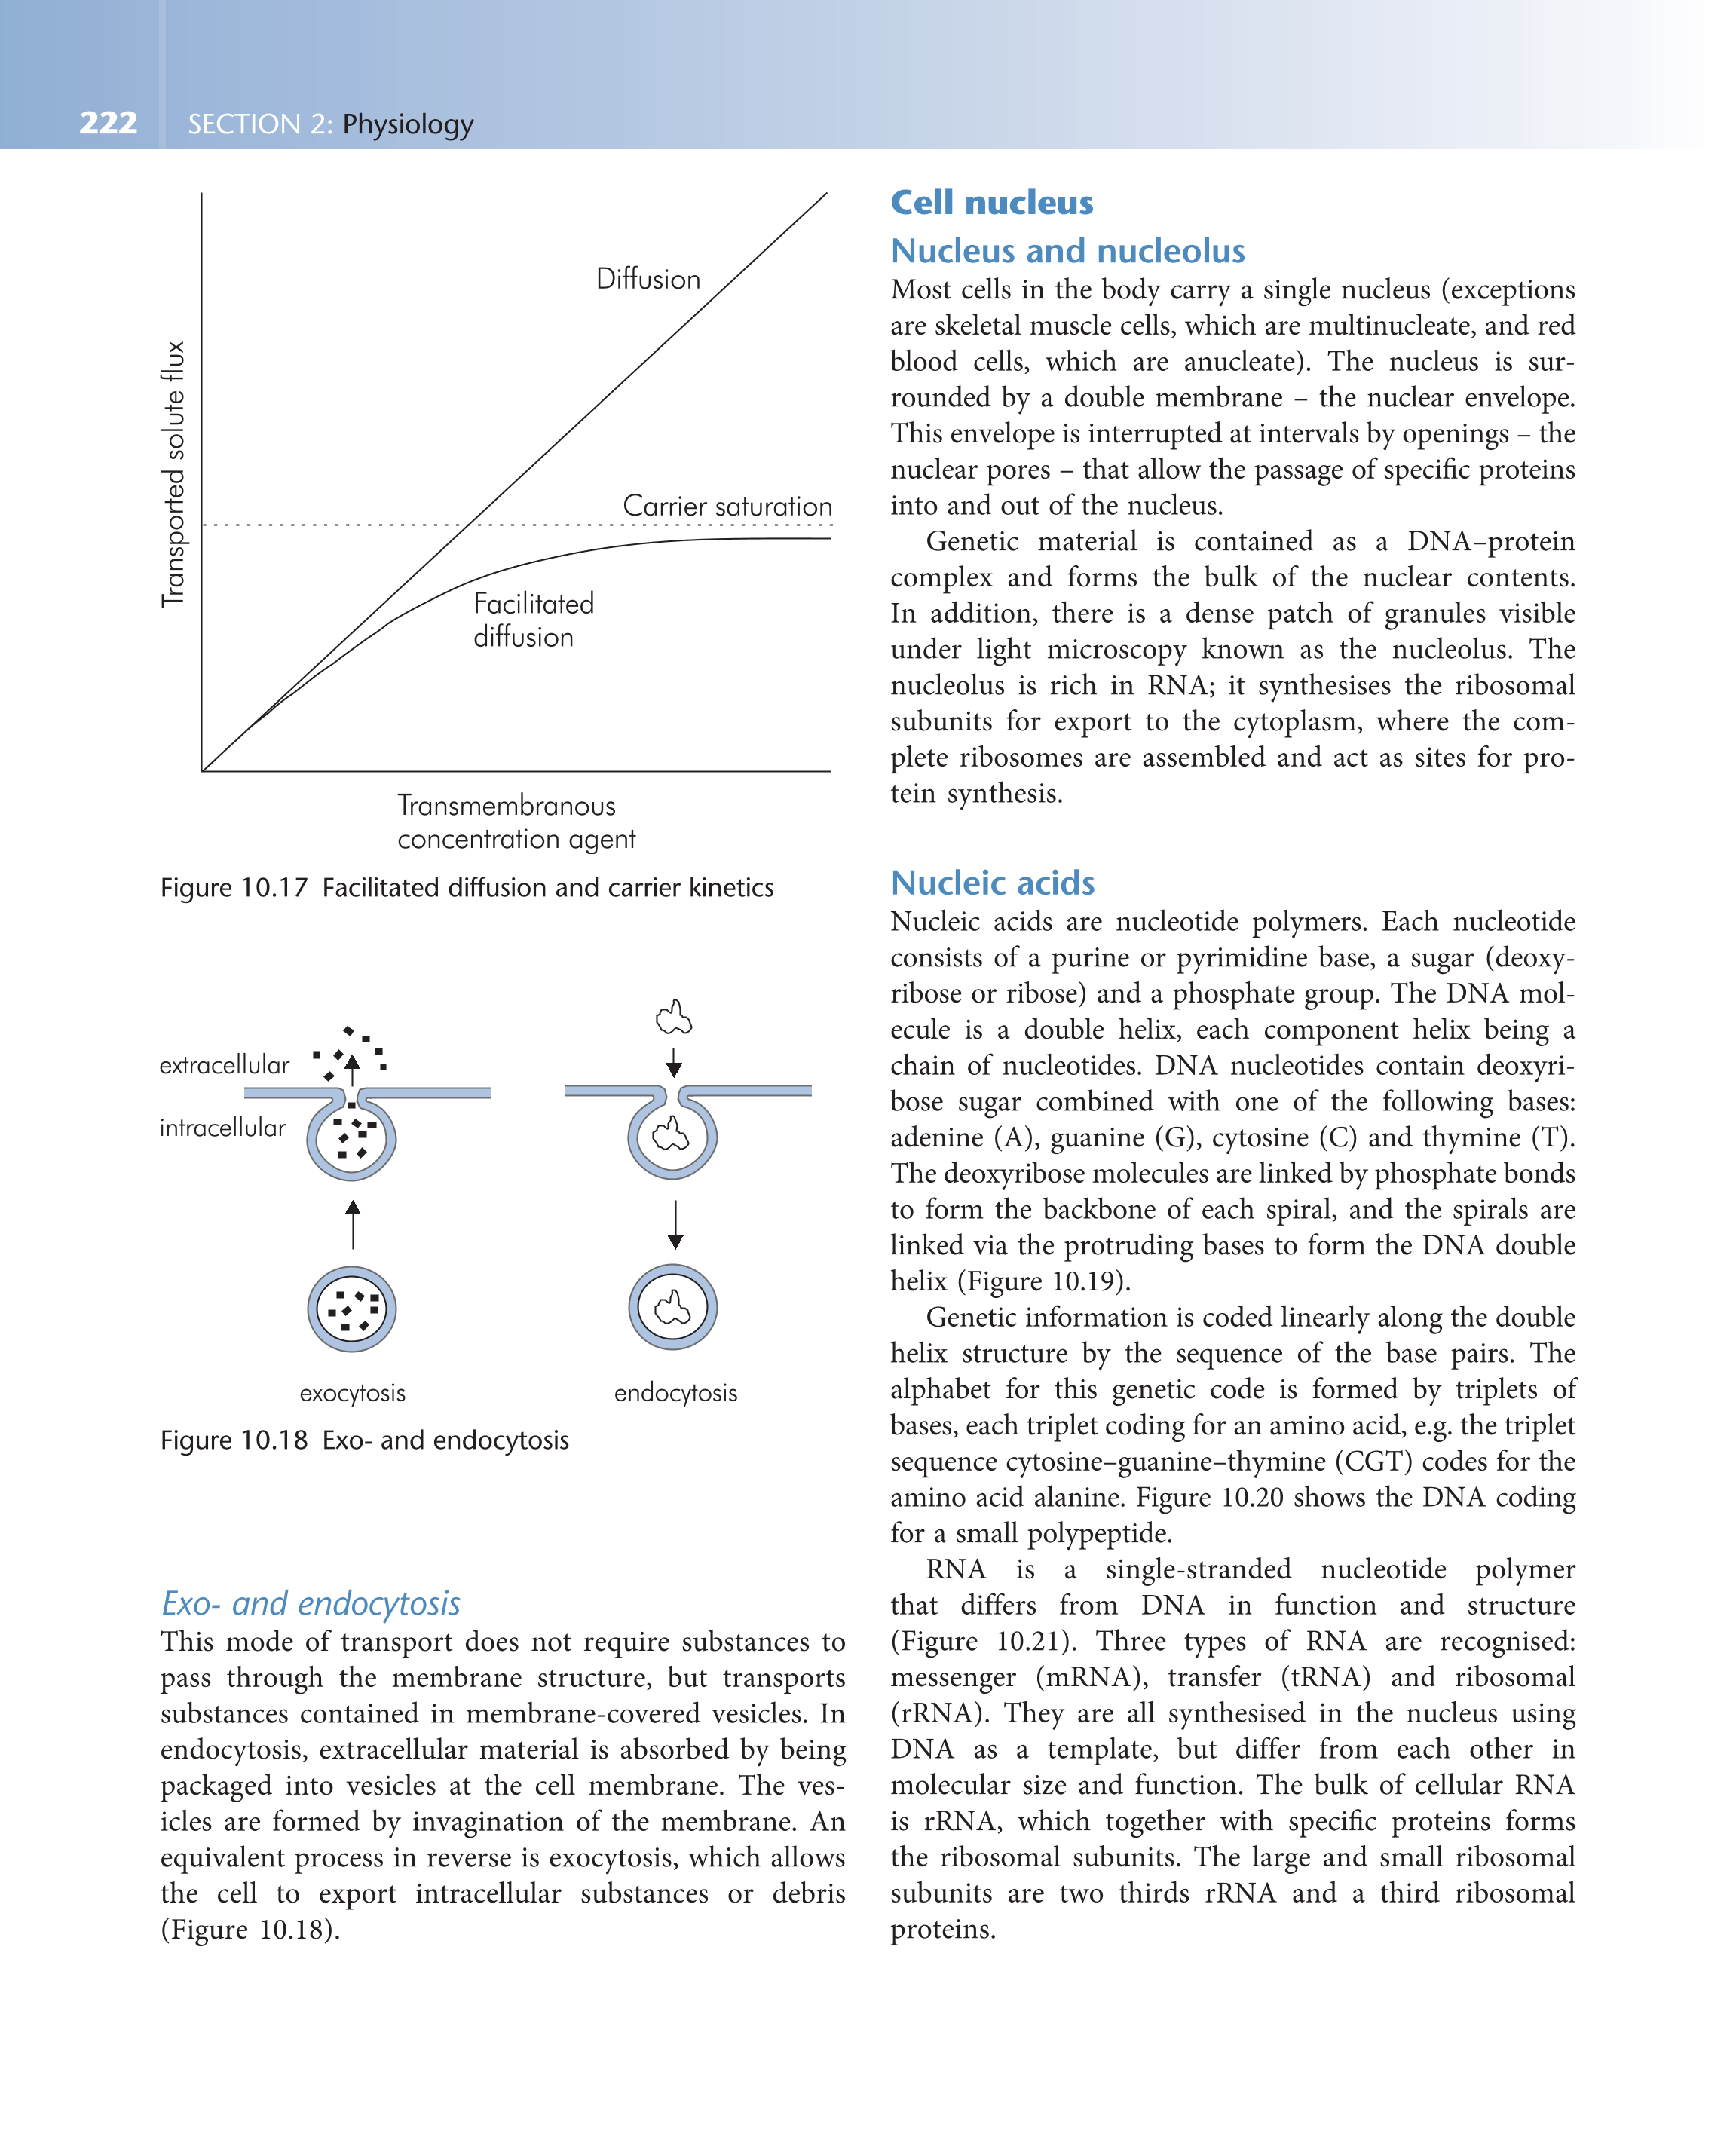 222
SECTION 2: Physiology
Diffusion
Transported solute flux
Carrier saturation
Facilitated
diffusion
Transmembranous
concentration agent
Figure 10.17 Facilitated diffusion and carrier kinetics
extracellular
intracellular
exocytosis
endocytosis
Figure 10.18 Exo- and endocytosis
Exo- and endocytosis
This mode of transport does not require substances to
pass through the membrane structure, but transports
substances contained in membrane-covered vesicles. In
endocytosis, extracellular material is absorbed by being
packaged into vesicles at the cell membrane. The ves-
icles are formed by invagination of the membrane. An
equivalent process in reverse is exocytosis, which allows
the cell to export intracellular substances or debris
(Figure 10.18).
Cell nucleus
Nucleus and nucleolus
Most cells in the body carry a single nucleus (exceptions
are skeletal muscle cells, which are multinucleate, and red
blood cells, which are anucleate). The nucleus is sur-
rounded by a double membrane – the nuclear envelope.
This envelope is interrupted at intervals by openings – the
nuclear pores – that allow the passage of specific proteins
into and out of the nucleus.
Genetic material is contained as a DNA–protein
complex and forms the bulk of the nuclear contents.
In addition, there is a dense patch of granules visible
under light microscopy known as the nucleolus. The
nucleolus is rich in RNA; it synthesises the ribosomal
subunits for export to the cytoplasm, where the com-
plete ribosomes are assembled and act as sites for pro-
tein synthesis.
Nucleic acids
Nucleic acids are nucleotide polymers. Each nucleotide
consists of a purine or pyrimidine base, a sugar (deoxy-
ribose or ribose) and a phosphate group. The DNA mol-
ecule is a double helix, each component helix being a
chain of nucleotides. DNA nucleotides contain deoxyri-
bose sugar combined with one of the following bases:
adenine (A), guanine (G), cytosine (C) and thymine (T).
The deoxyribose molecules are linked by phosphate bonds
to form the backbone of each spiral, and the spirals are
linked via the protruding bases to form the DNA double
helix (Figure 10.19).
Genetic information is coded linearly along the double
helix structure by the sequence of the base pairs. The
alphabet for this genetic code is formed by triplets of
bases, each triplet coding for an amino acid, e.g. the triplet
sequence cytosine–guanine–thymine (CGT) codes for the
amino acid alanine. Figure 10.20 shows the DNA coding
for a small polypeptide.
RNA is a single-stranded nucleotide polymer
that differs from DNA in function and structure
(Figure 10.21). Three types of RNA are recognised:
messenger (mRNA), transfer (tRNA) and ribosomal
(rRNA). They are all synthesised in the nucleus using
DNA as a template, but differ from each other in
molecular size and function. The bulk of cellular RNA
is rRNA, which together with specific proteins forms
the ribosomal subunits. The large and small ribosomal
subunits are two thirds rRNA and a third ribosomal
proteins.